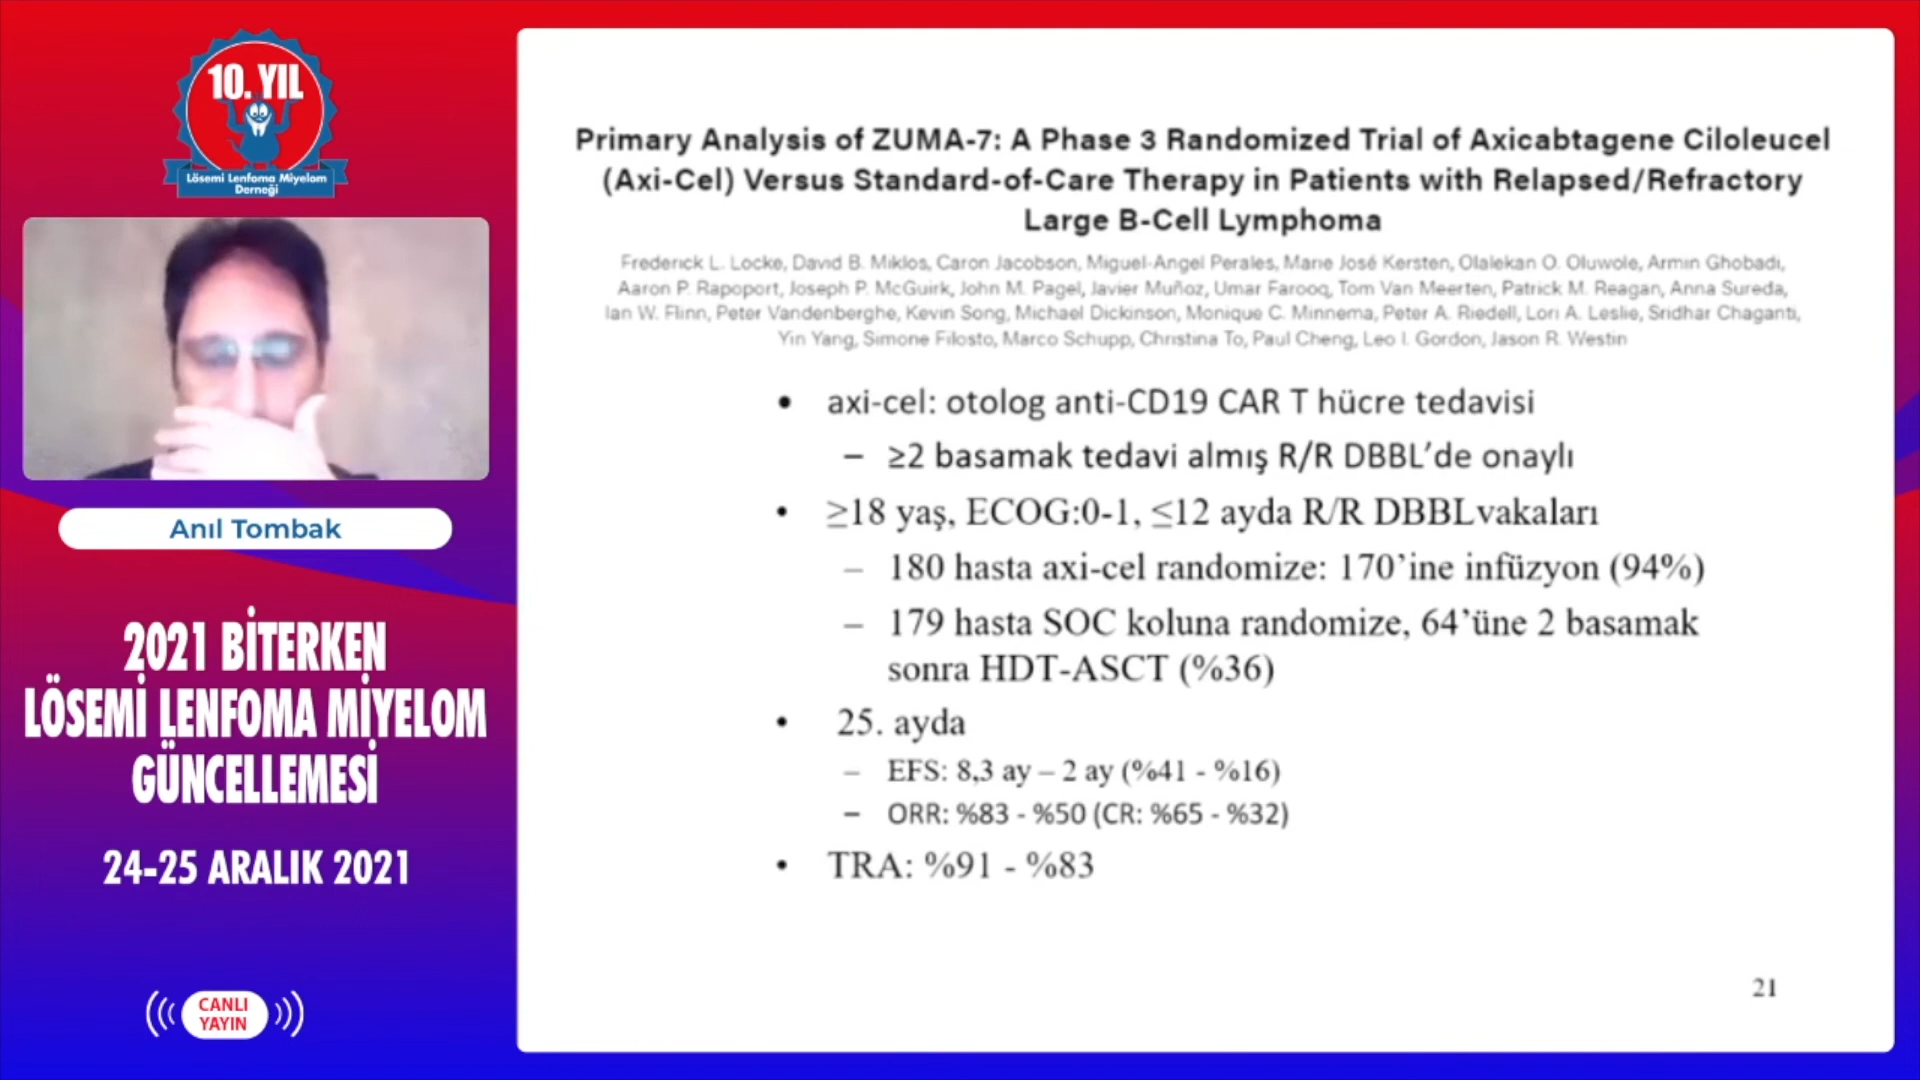 10. YIL
Lösemi Lenfoma Miyelom
Derneği
Anıl Tombak
2021 BİTERKEN
LÖSEMİ LENFOMA MİYELOM
GÜNCELLEMESİ
24-25 ARALIK 2021
CANLI
YAYIN
Primary Analysis of ZUMA-7: A Phase 3 Randomized Trial of Axicabtagene Ciloleucel
(Axi-Cel) Versus Standard-of-Care Therapy in Patients with Relapsed/Refractory
Large B-Cell Lymphoma
Frederick L. Locke, David B. Miklos, Caron Jacobson, Miguel-Angel Perales, Marie José Kersten, Olalekan O. Oluwole, Armin Ghobadi,
Aaron P. Rapoport, Joseph P. McGuirk, John M. Pagel, Javier Muñoz, Umar Farooq, Tom Van Meerten, Patrick M. Reagan, Anna Sureda,
Ian W. Flinn, Peter Vandenberghe, Kevin Song, Michael Dickinson, Monique C. Minnema, Peter A. Riedell, Lori A. Leslie, Sridhar Chaganti,
Yin Yang, Simone Filosto, Marco Schupp, Christina To, Paul Cheng, Leo I. Gordon, Jason R. Westin
• axi-cel: otolog anti-CD19 CAR T hücre tedavisi
– ≥2 basamak tedavi almış R/R DBBL’de onaylı
• ≥18 yaş, ECOG:0-1, ≤12 ayda R/R DBBL vakaları
– 180 hasta axi-cel randomize: 170’ine infüzyon (94%)
– 179 hasta SOC koluna randomize, 64’üne 2 basamak
sonra HDT-ASCT (%36)
• 25. ayda
– EFS: 8,3 ay – 2 ay (%41 - %16)
– ORR: %83 - %50 (CR: %65 - %32)
• TRA: %91 - %83
21